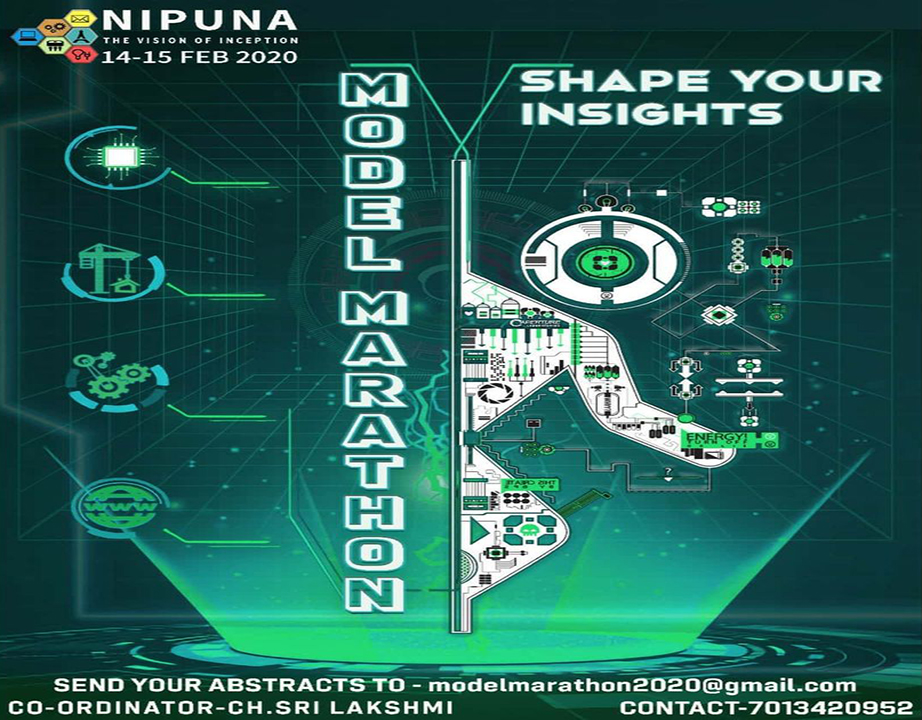 NIPUNA
THE VISION OF INCEPTION
14-15 FEB 2020
SHAPE YOUR
INSIGHTS
MODEL MARATHON
WWW
ENERGY!
SEND YOUR ABSTRACTS TO - modelmarathon2020@gmail.com
CO-ORDINATOR-CH.SRI LAKSHMI
CONTACT-7013420952